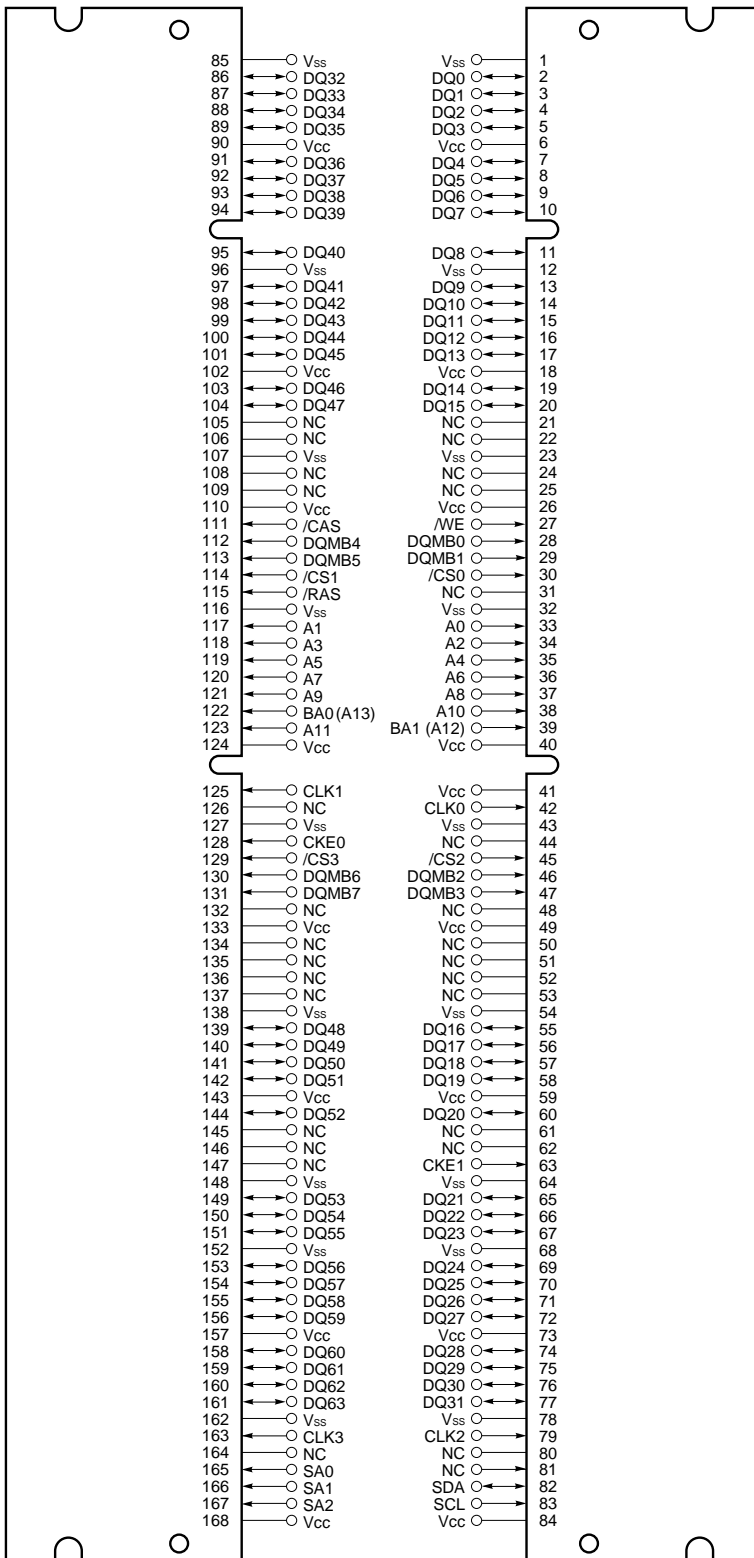 85 Vss Vss 1
86 DQ32 DQ0 2
87 DQ33 DQ1 3
88 DQ34 DQ2 4
89 DQ35 DQ3 5
90 Vcc Vcc 6
91 DQ36 DQ4 7
92 DQ37 DQ5 8
93 DQ38 DQ6 9
94 DQ39 DQ7 10
95 DQ40 DQ8 11
96 Vss Vss 12
97 DQ41 DQ9 13
98 DQ42 DQ10 14
99 DQ43 DQ11 15
100 DQ44 DQ12 16
101 DQ45 DQ13 17
102 Vcc Vcc 18
103 DQ46 DQ14 19
104 DQ47 DQ15 20
105 NC NC 21
106 NC NC 22
107 Vss Vss 23
108 NC NC 24
109 NC NC 25
110 Vcc Vcc 26
111 /CAS /WE 27
112 DQMB4 DQMB0 28
113 DQMB5 DQMB1 29
114 /CS1 /CS0 30
115 /RAS NC 31
116 Vss Vss 32
117 A1 A0 33
118 A3 A2 34
119 A5 A4 35
120 A7 A6 36
121 A9 A8 37
122 BA0 (A13) A10 38
123 A11 BA1 (A12) 39
124 Vcc Vcc 40
125 CLK1 Vcc 41
126 NC CLK0 42
127 Vss Vss 43
128 CKE0 NC 44
129 /CS3 /CS2 45
130 DQMB6 DQMB2 46
131 DQMB7 DQMB3 47
132 NC NC 48
133 Vcc Vcc 49
134 NC NC 50
135 NC NC 51
136 NC NC 52
137 NC NC 53
138 Vss Vss 54
139 DQ48 DQ16 55
140 DQ49 DQ17 56
141 DQ50 DQ18 57
142 DQ51 DQ19 58
143 Vcc Vcc 59
144 DQ52 DQ20 60
145 NC NC 61
146 NC NC 62
147 NC CKE1 63
148 Vss Vss 64
149 DQ53 DQ21 65
150 DQ54 DQ22 66
151 DQ55 DQ23 67
152 Vss Vss 68
153 DQ56 DQ24 69
154 DQ57 DQ25 70
155 DQ58 DQ26 71
156 DQ59 DQ27 72
157 Vcc Vcc 73
158 DQ60 DQ28 74
159 DQ61 DQ29 75
160 DQ62 DQ30 76
161 DQ63 DQ31 77
162 Vss Vss 78
163 CLK3 CLK2 79
164 NC NC 80
165 SA0 NC 81
166 SA1 SDA 82
167 SA2 SCL 83
168 Vcc Vcc 84